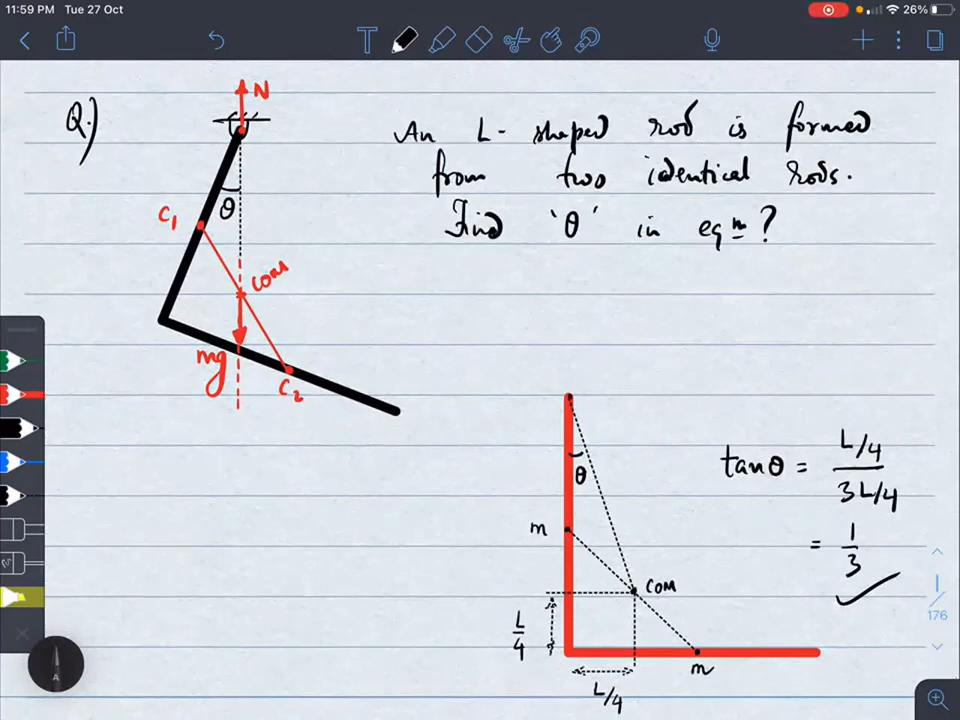 11:59 PM Tue 27 Oct
26%
T
Q.)
N
An L-shaped rod is formed
from two identical rods.
Find 'θ' in eqm?
θ
C1
COM
mg
C2
θ
m
COM
L/4
L/4
m
tanθ = L/4 / 3L/4
= 1/3
A
1/176